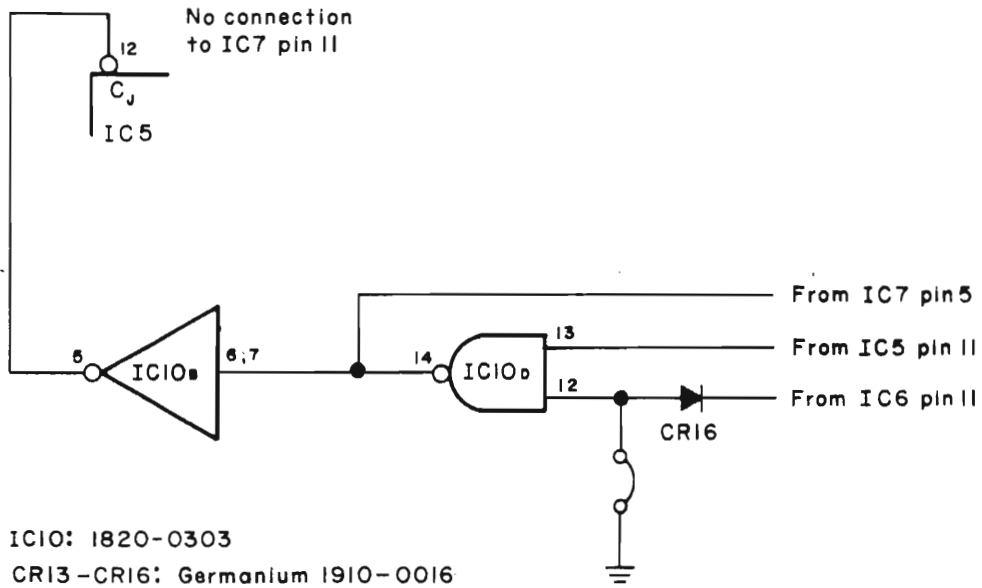 No connection
to IC7 pin 11
12
CJ
IC5
From IC7 pin 5
5
IC10B
6;7
14
IC10D
13
From IC5 pin 11
12
From IC6 pin 11
CR16
IC10: 1820-0303
CR13-CR16: Germanium 1910-0016